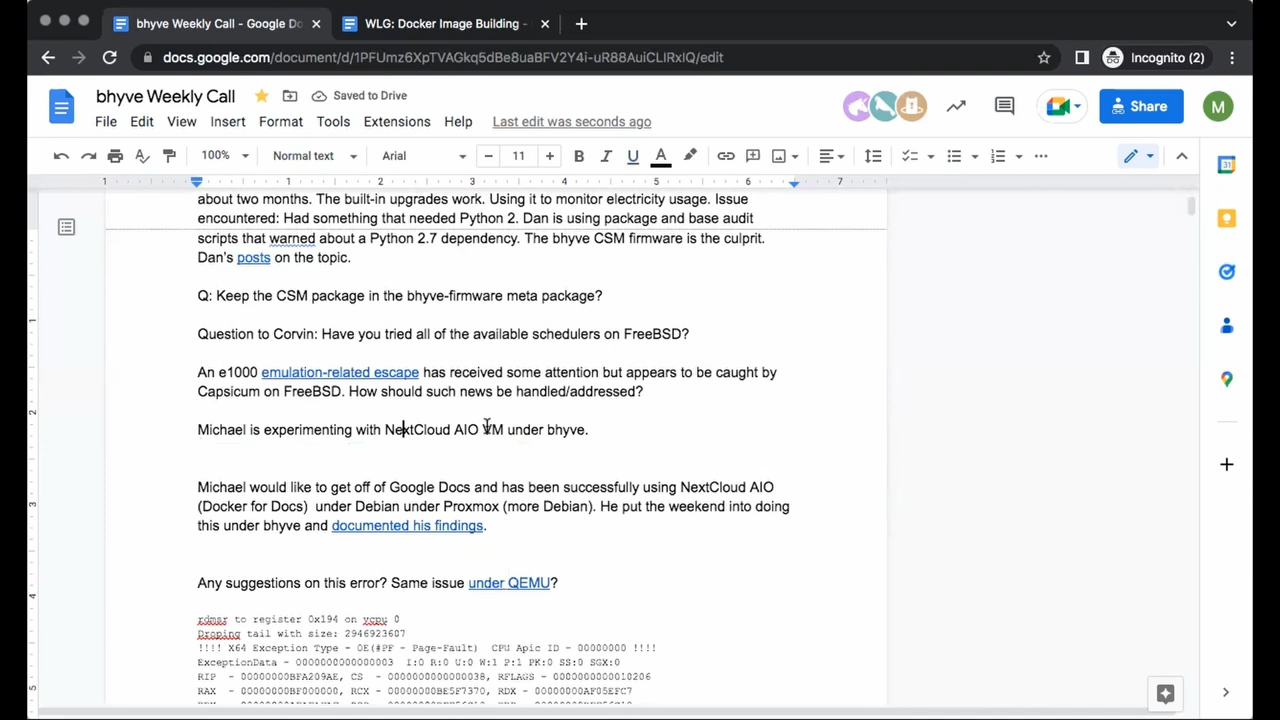 bhyve Weekly Call - Google Do
WLG: Docker Image Building -
docs.google.com/document/d/1PFUmz6XpTVAGkq5dBe8uaBFV2Y4i-uR88AuiCLIRxIQ/edit
Incognito (2)
bhyve Weekly Call
Saved to Drive
File Edit View Insert Format Tools Extensions Help Last edit was seconds ago
Share
M
100% Normal text Arial 11 B I U A
1 1 2 3 4 5 6 7
about two months. The built-in upgrades work. Using it to monitor electricity usage. Issue
encountered: Had something that needed Python 2. Dan is using package and base audit
scripts that warned about a Python 2.7 dependency. The bhyve CSM firmware is the culprit.
Dan's posts on the topic.
Q: Keep the CSM package in the bhyve-firmware meta package?
Question to Corvin: Have you tried all of the available schedulers on FreeBSD?
An e1000 emulation-related escape has received some attention but appears to be caught by
Capsicum on FreeBSD. How should such news be handled/addressed?
Michael is experimenting with NextCloud AIO VM under bhyve.
Michael would like to get off of Google Docs and has been successfully using NextCloud AIO
(Docker for Docs) under Debian under Proxmox (more Debian). He put the weekend into doing
this under bhyve and documented his findings.
Any suggestions on this error? Same issue under QEMU?
rdmsr to register 0x194 on vcpu 0
Droping tail with size: 2946923607
!!!! X64 Exception Type - 0E(#PF - Page-Fault) CPU Apic ID - 00000000 !!!!
ExceptionData - 0000000000000003 I:0 R:0 U:0 W:1 P:1 PK:0 SS:0 SGX:0
RIP - 00000000BFA209AE, CS - 0000000000000038, RFLAGS - 0000000000010206
RAX - 00000000BF000000, RCX - 00000000BE5F7370, RDX - 00000000AF05EFC7